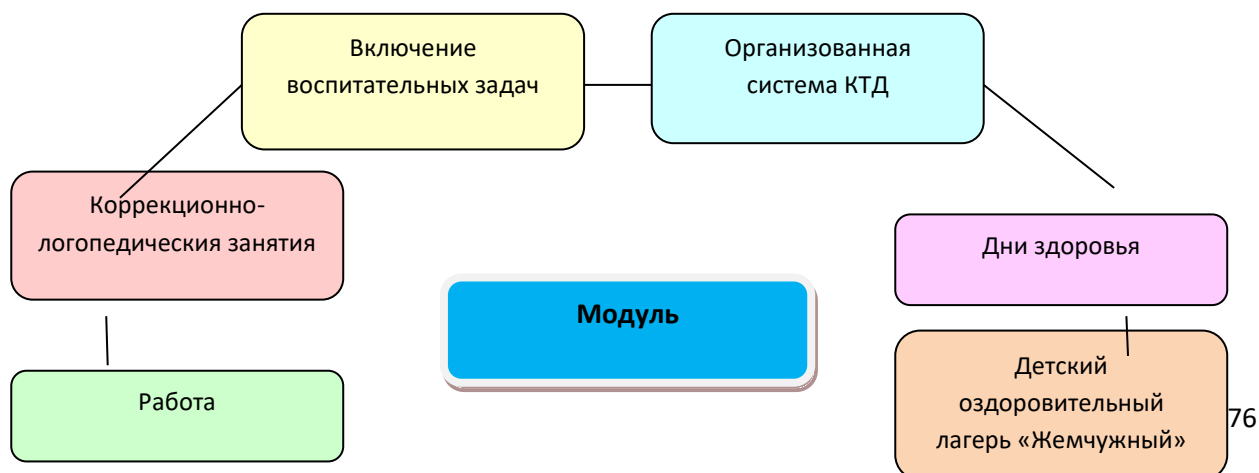 Включение
воспитательных задач
Организованная
система КТД
Коррекционно-
логопедическия занятия
Дни здоровья
Модуль
Работа
Детский
оздоровительный
лагерь «Жемчужный»
76